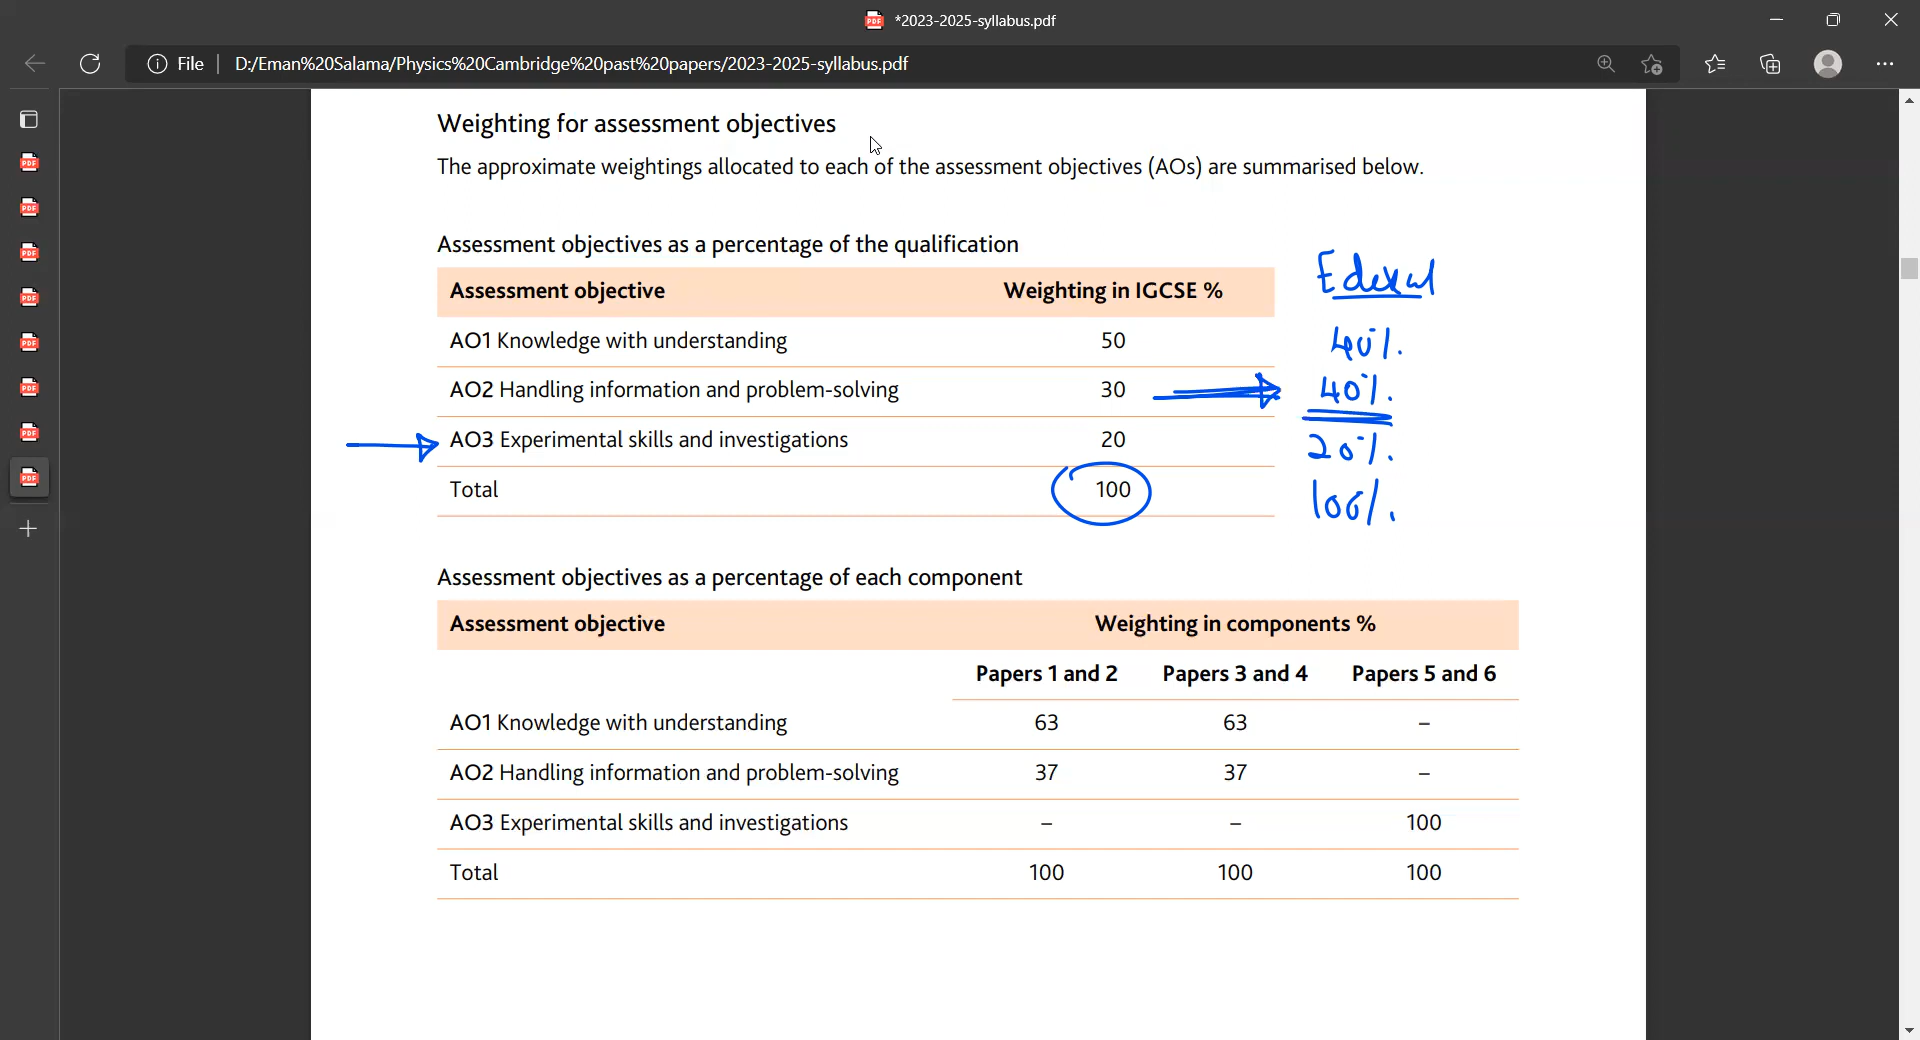 *2023-2025-syllabus.pdf
File D:/Eman%20Salama/Physics%20Cambridge%20past%20papers/2023-2025-syllabus.pdf
Weighting for assessment objectives
The approximate weightings allocated to each of the assessment objectives (AOs) are summarised below.
Assessment objectives as a percentage of the qualification
Edexcel
Assessment objective Weighting in IGCSE %
AO1 Knowledge with understanding 50 40%.
AO2 Handling information and problem-solving 30 40%.
AO3 Experimental skills and investigations 20 20%.
Total 100 100%.
Assessment objectives as a percentage of each component
Assessment objective Weighting in components %
Papers 1 and 2 Papers 3 and 4 Papers 5 and 6
AO1 Knowledge with understanding 63 63 –
AO2 Handling information and problem-solving 37 37 –
AO3 Experimental skills and investigations – – 100
Total 100 100 100